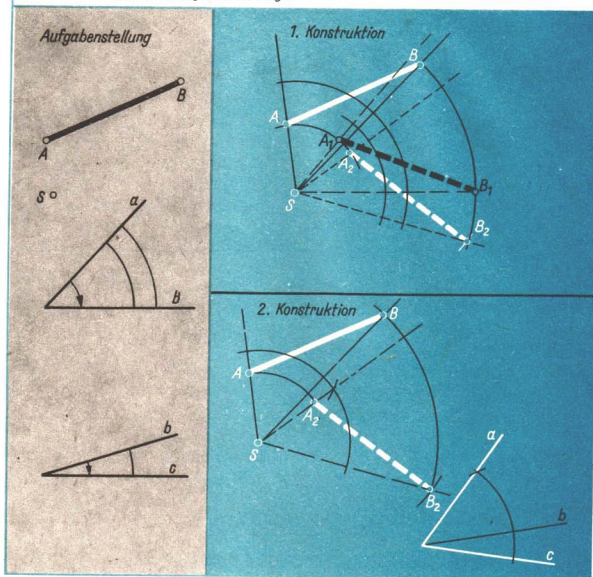 Aufgabenstellung
B
A
S
a
B
b
c
1. Konstruktion
B
A
A1
A2
S
B1
B2
2. Konstruktion
B
A
A2
S
B2
a
b
c